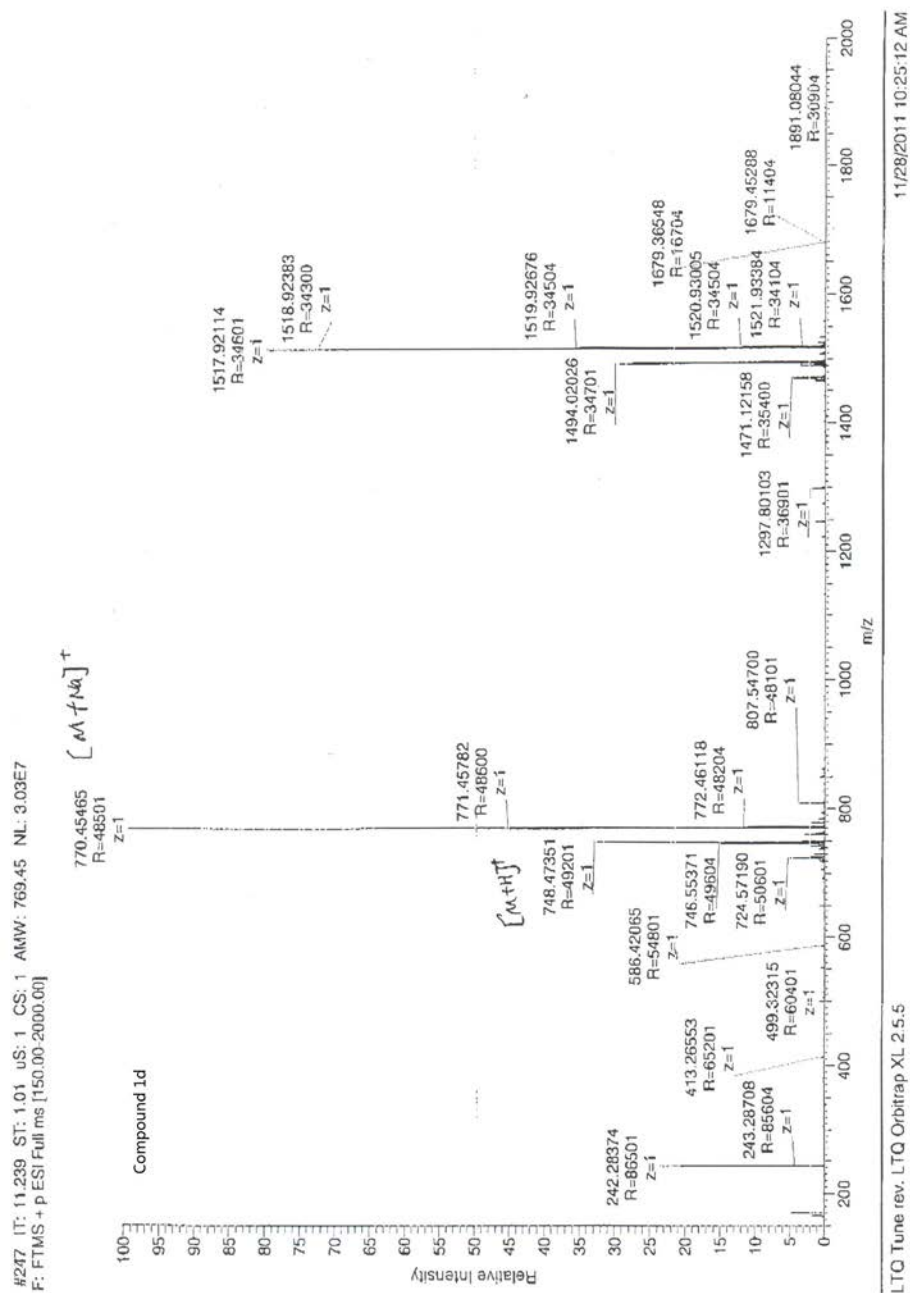 #247 IT: 11.239 ST: 1.01 uS: 1 CS: 1 AMW: 769.45 NL: 3.03E7
F: FTMS + p ESI Full ms [150.00-2000.00]
Compound 1d
770.45465
R=48501
z=1
[M+Na]+
1517.92114
R=34601
z=1
1518.92383
R=34300
z=1
771.45782
R=48600
z=1
[M+H]+
748.47351
R=49201
z=1
1519.92676
R=34504
z=1
1494.02026
R=34701
z=1
242.28374
R=86501
z=1
586.42065
R=54801
z=1
746.55371
R=49604
772.46118
R=48204
z=1
1679.36548
R=16704
413.26553
R=65201
z=1
1520.93005
R=34504
z=1
243.28708
R=85604
z=1
499.32315
R=60401
z=1
724.57190
R=50601
z=1
807.54700
R=48101
z=1
1297.80103
R=36901
z=1
1471.12158
R=35400
z=1
1521.93384
R=34104
z=1
1679.45288
R=11404
1891.08044
R=30904
Relative Intensity
100
95
90
85
80
75
70
65
60
55
50
45
40
35
30
25
20
15
10
5
0
200
400
600
800
1000
1200
1400
1600
1800
2000
m/z
LTQ Tune rev. LTQ Orbitrap XL 2.5.5
11/28/2011 10:25:12 AM